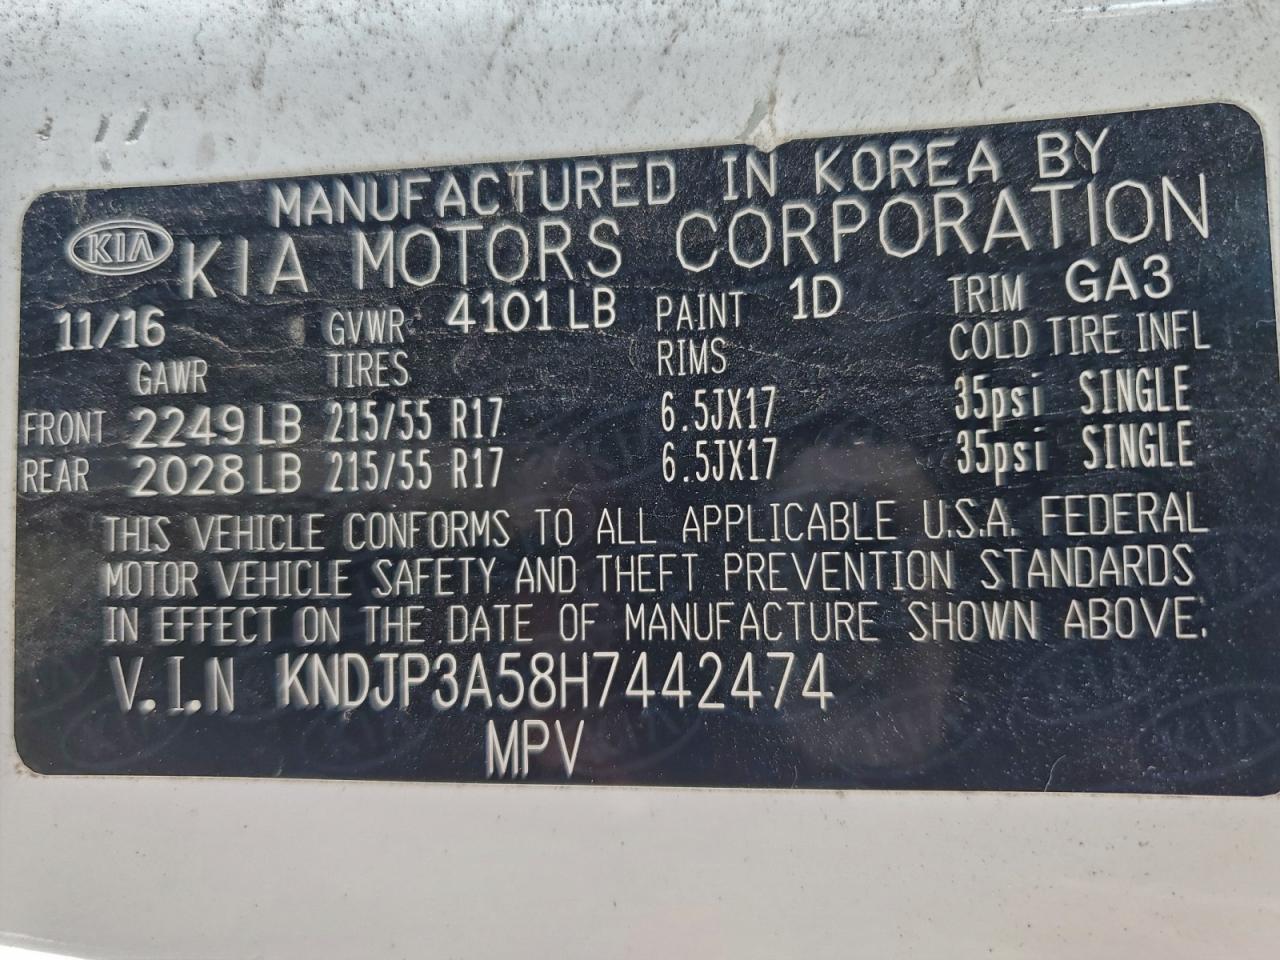 MANUFACTURED IN KOREA BY
KIA KIA MOTORS CORPORATION
11/16 GVWR 4101 LB PAINT 1D TRIM GA3
GAWR TIRES RIMS COLD TIRE INFL
FRONT 2249 LB 215/55 R17 6.5JX17 35psi SINGLE
REAR 2028 LB 215/55 R17 6.5JX17 35psi SINGLE
THIS VEHICLE CONFORMS TO ALL APPLICABLE U.S.A. FEDERAL
MOTOR VEHICLE SAFETY AND THEFT PREVENTION STANDARDS
IN EFFECT ON THE DATE OF MANUFACTURE SHOWN ABOVE.
V.I.N KNDJP3A58H7442474
MPV